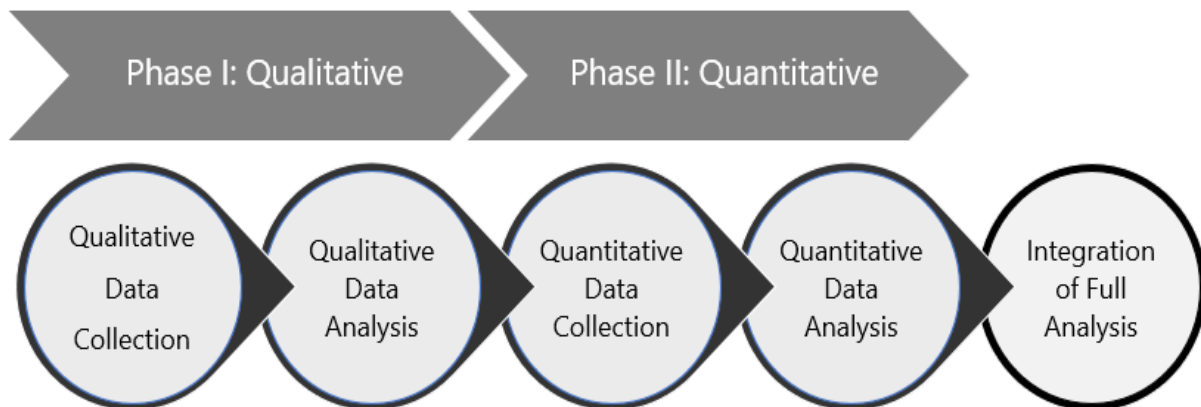 Phase I: Qualitative
Phase II: Quantitative
Qualitative
Data
Collection
Qualitative
Data
Analysis
Quantitative
Data
Collection
Quantitative
Data
Analysis
Integration
of Full
Analysis